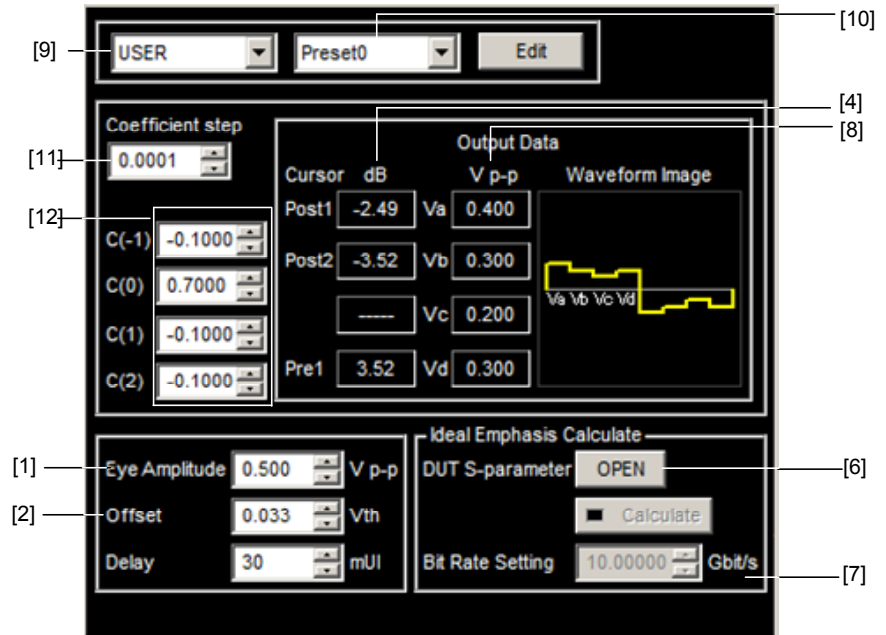 [10]
[9] USER Preset0 Edit
[4]
Coefficient step
Output Data [8]
[11] 0.0001
Cursor dB V p-p Waveform Image
Post1 -2.49 Va 0.400
[12]
C(-1) -0.1000
Post2 -3.52 Vb 0.300
C(0) 0.7000
Va Vb Vc Vd
----- Vc 0.200
C(1) -0.1000
Pre1 3.52 Vd 0.300
C(2) -0.1000
Ideal Emphasis Calculate
[1] Eye Amplitude 0.500 V p-p DUT S-parameter OPEN [6]
[2] Offset 0.033 Vth Calculate
Delay 30 mUI Bit Rate Setting 10.00000 Gbit/s
[7]